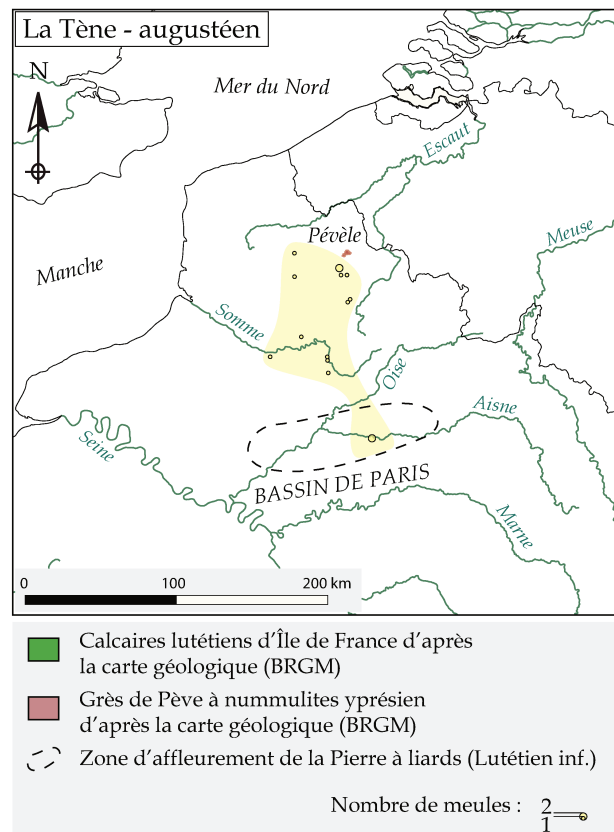 La Tène - augustéen
N
Mer du Nord
Escaut
Meuse
Pévèle
Manche
Somme
Oise
Aisne
Seine
BASSIN DE PARIS
Marne
0 100 200 km
Calcaires lutétiens d'Île de France d'après
la carte géologique (BRGM)
Grès de Pève à nummulites yprésien
d'après la carte géologique (BRGM)
Zone d'affleurement de la Pierre à liards (Lutétien inf.)
Nombre de meules : 2
1